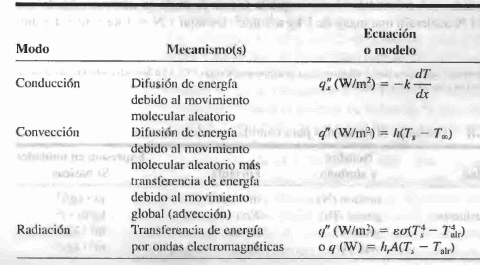 Ecuación
Modo Mecanismo(s) o modelo
Conducción Difusión de energía q″ₓ (W/m²) = −k dT/dx
debido al movimiento
molecular aleatorio
Convección Difusión de energía q″ (W/m²) = h(Tₛ − T∞)
debido al movimiento
molecular aleatorio más
transferencia de energía
debido al movimiento
global (advección)
Radiación Transferencia de energía q″ (W/m²) = εσ(Tₛ⁴ − T⁴alr)
por ondas electromagnéticas o q (W) = hᵣA(Tₛ − Talr)